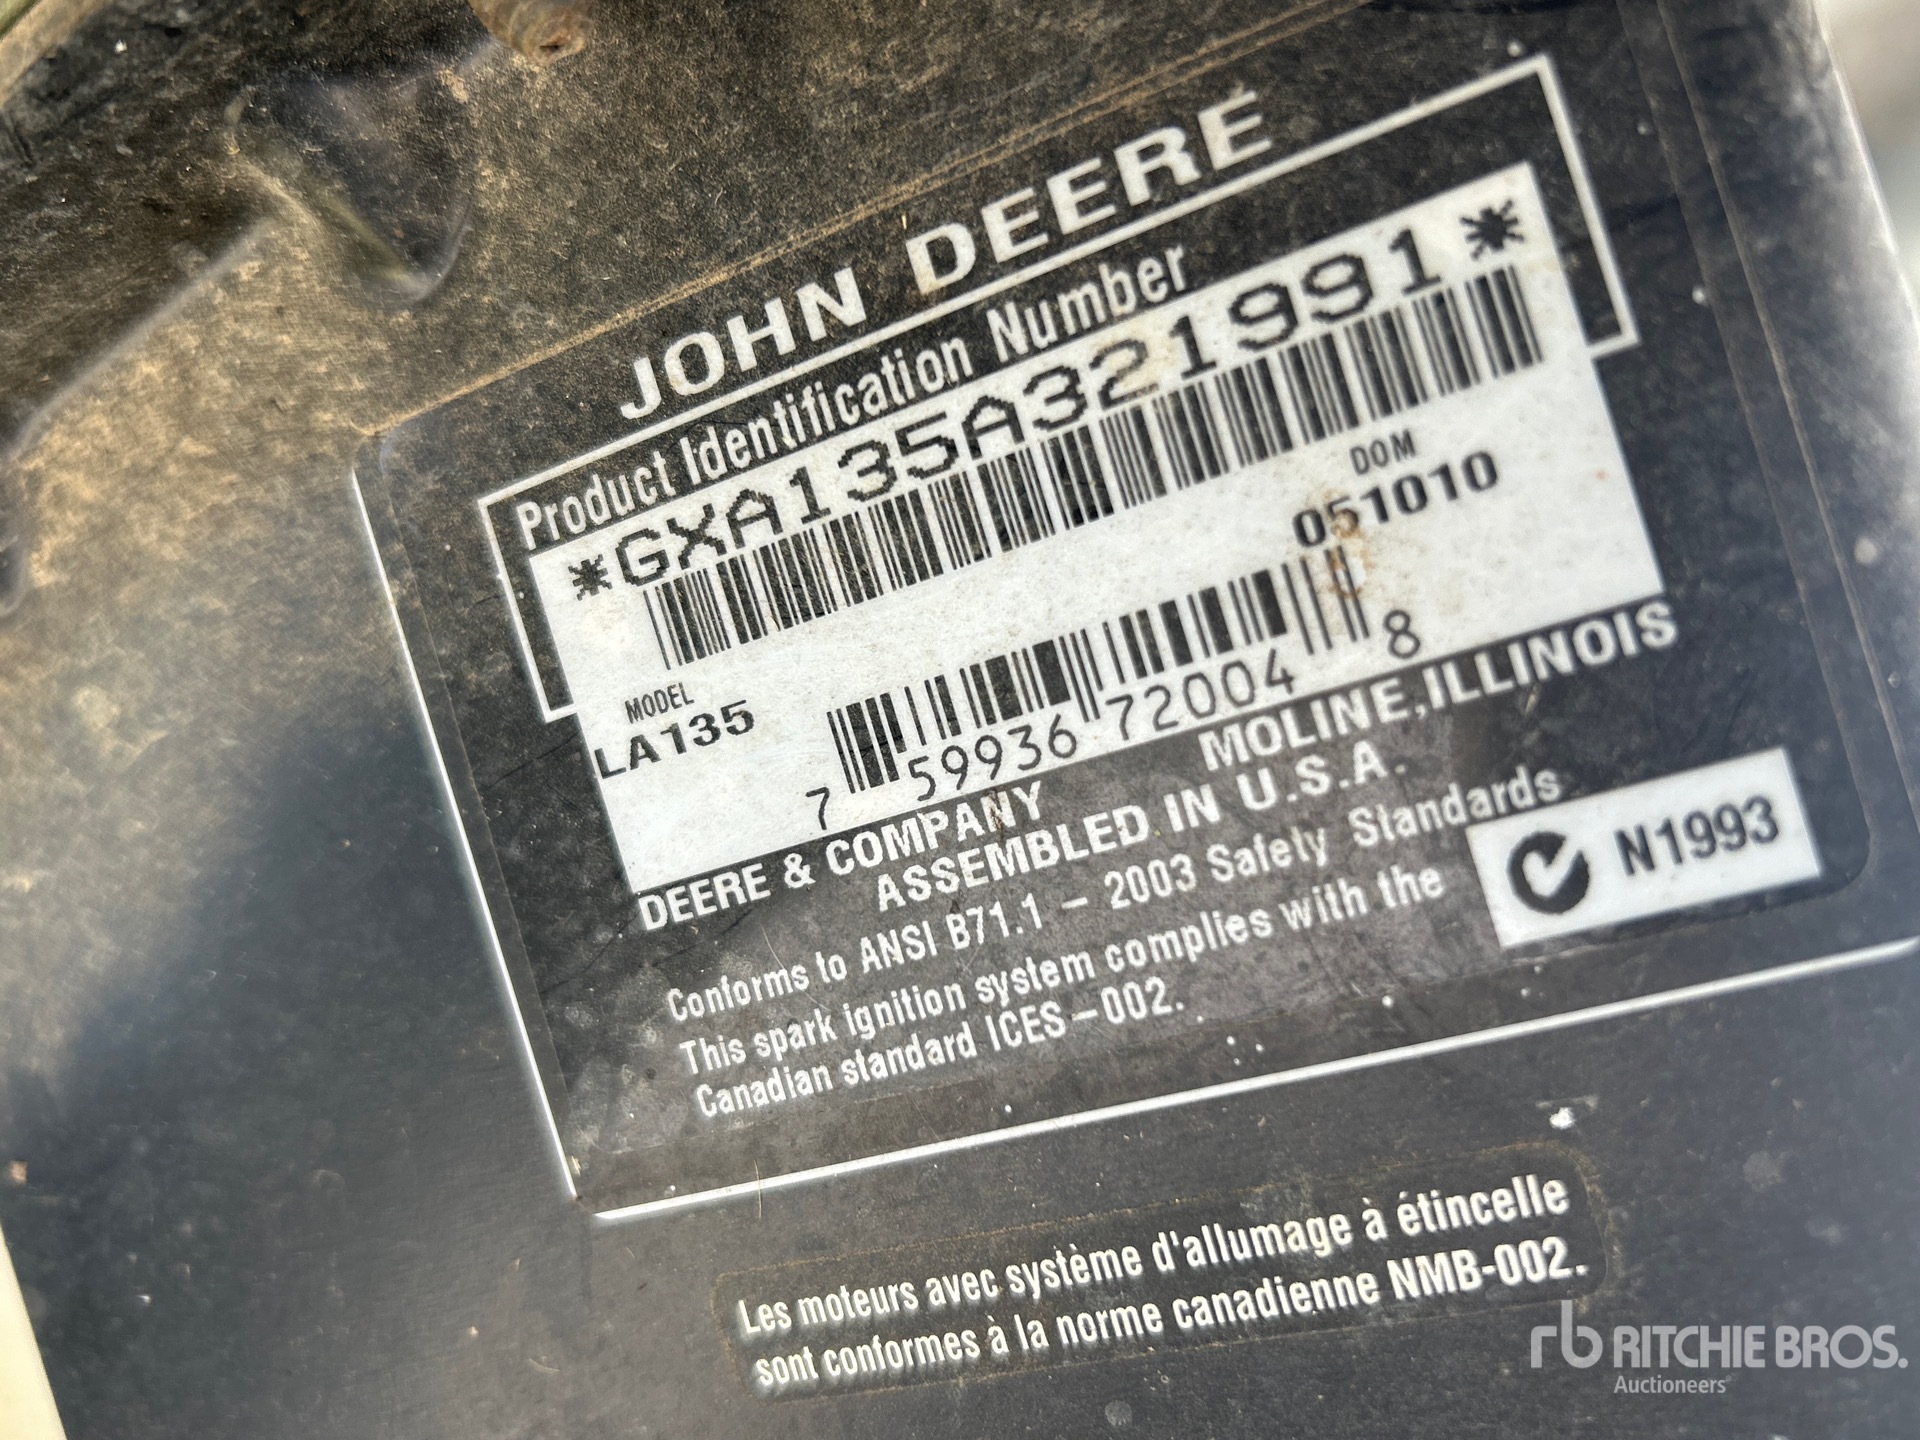 JOHN DEERE
Product Identification Number
*GXA135A321991*
DOM
051010
MODEL
LA135
7 59936 72004 8
DEERE & COMPANY MOLINE, ILLINOIS
ASSEMBLED IN U.S.A.
Conforms to ANSI B71.1 - 2003 Safety Standards
This spark ignition system complies with the
Canadian standard ICES-002.
N1993
Les moteurs avec système d'allumage à étincelle
sont conformes à la norme canadienne NMB-002.
rb RITCHIE BROS.
Auctioneers